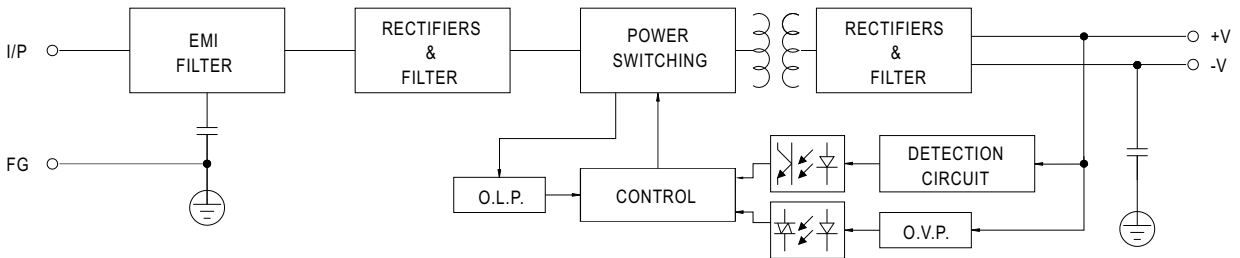 I/P
EMI
FILTER
RECTIFIERS
&
FILTER
POWER
SWITCHING
RECTIFIERS
&
FILTER
+V
-V
FG
O.L.P.
CONTROL
DETECTION
CIRCUIT
O.V.P.